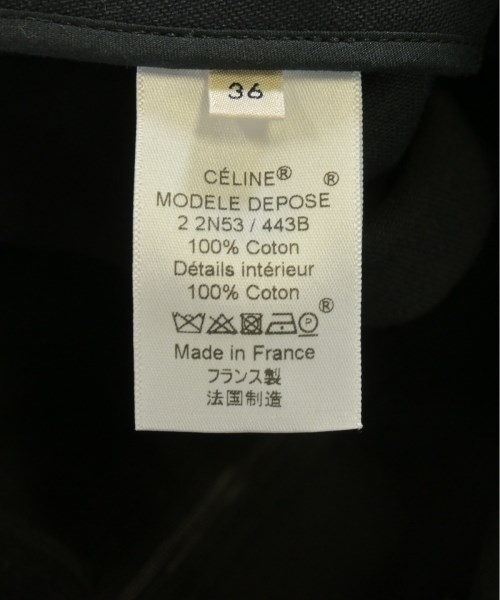 36
CÉLINE® ®
MODELE DEPOSE
2 2N53 / 443B
100% Coton
Détails intérieur
100% Coton
P ®
Made in France
フランス製
法国制造